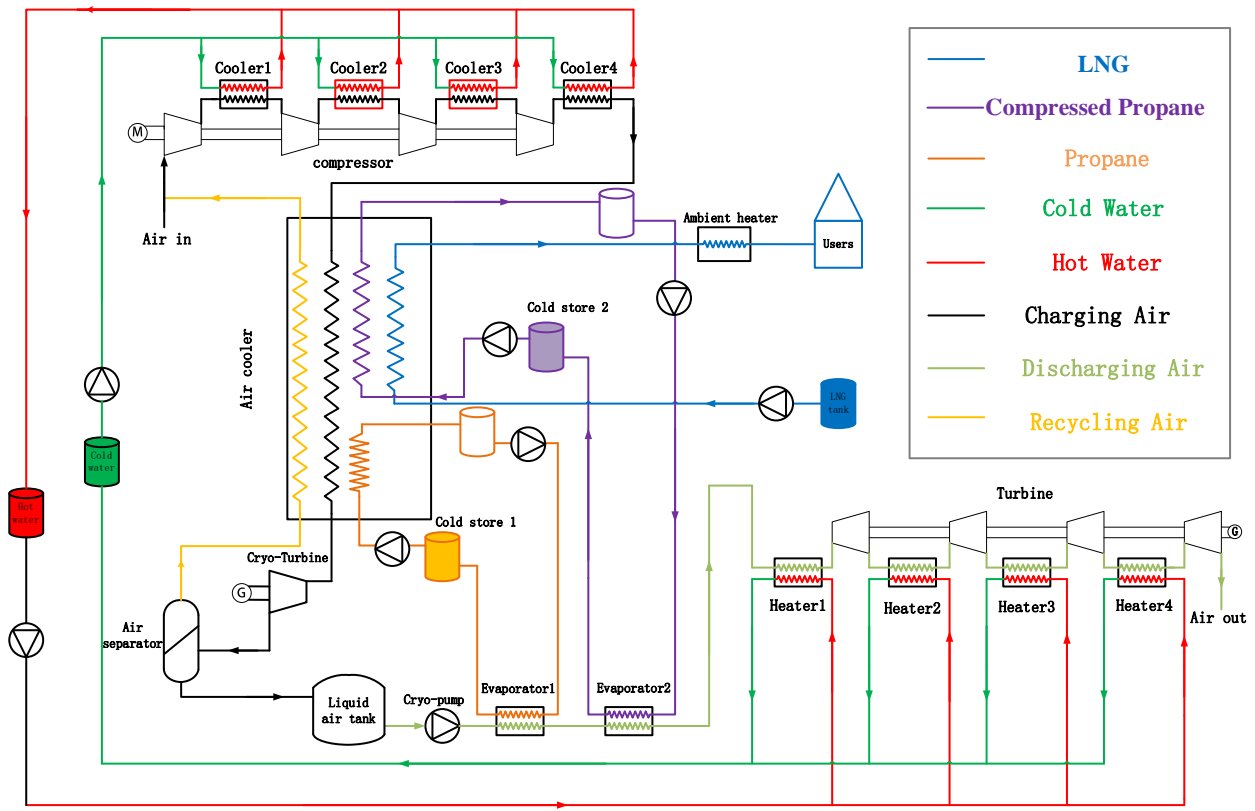 Cooler1
Cooler2
Cooler3
Cooler4
M
compressor
Air in
Ambient heater
Users
LNG
Compressed Propane
Propane
Cold Water
Hot Water
Charging Air
Discharging Air
Recycling Air
Air cooler
Cold store 2
LNG
tank
Cold
water
Hot
water
Cold store 1
Cryo-Turbine
G
Turbine
G
Heater1
Heater2
Heater3
Heater4
Air out
Air
separator
Liquid
air tank
Cryo-pump
Evaporator1
Evaporator2